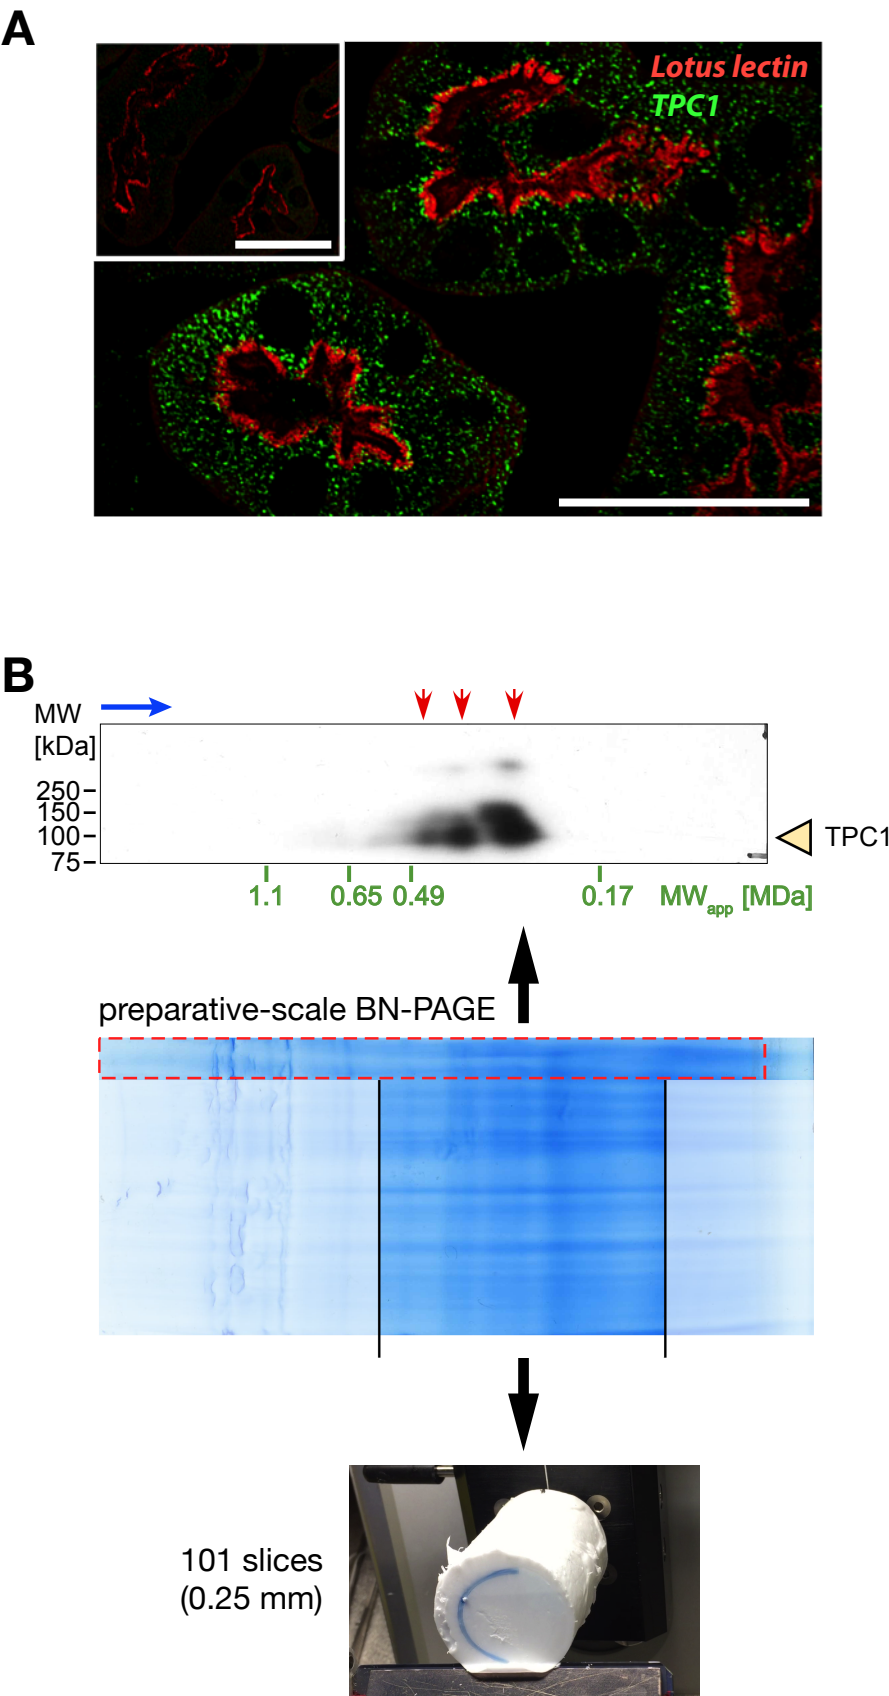 A
Lotus lectin
TPC1
B
MW
[kDa]
250
150
100
75
TPC1
1.1
0.65
0.49
0.17
MWapp [MDa]
preparative-scale BN-PAGE
101 slices
(0.25 mm)